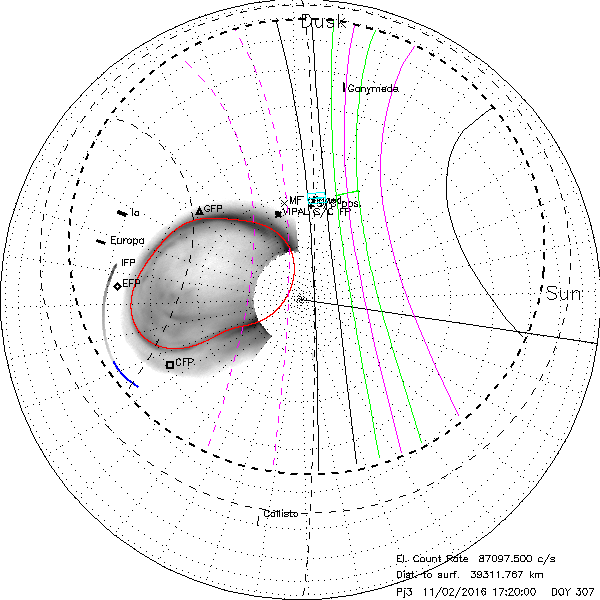 Dusk
Ganymede
MF
GFP
VIPAL S/C FP
Io
Europa
IFP
EFP
Sun
CFP
Callisto
El. Count Rate 87097.500 c/s
Dist. to surf. 39311.767 km
Pj3 11/02/2016 17:20:00 DOY 307